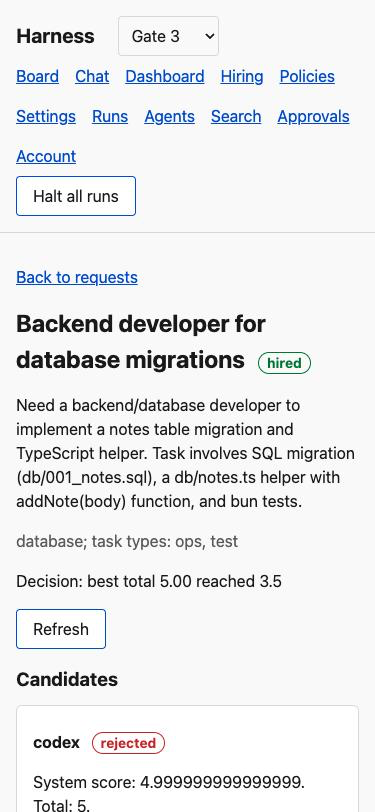 Harness Gate 3
Board Chat Dashboard Hiring Policies
Settings Runs Agents Search Approvals
Account
Halt all runs
Back to requests
Backend developer for
database migrations hired
Need a backend/database developer to
implement a notes table migration and
TypeScript helper. Task involves SQL migration
(db/001_notes.sql), a db/notes.ts helper with
addNote(body) function, and bun tests.
database; task types: ops, test
Decision: best total 5.00 reached 3.5
Refresh
Candidates
codex rejected
System score: 4.999999999999999.
Total: 5.